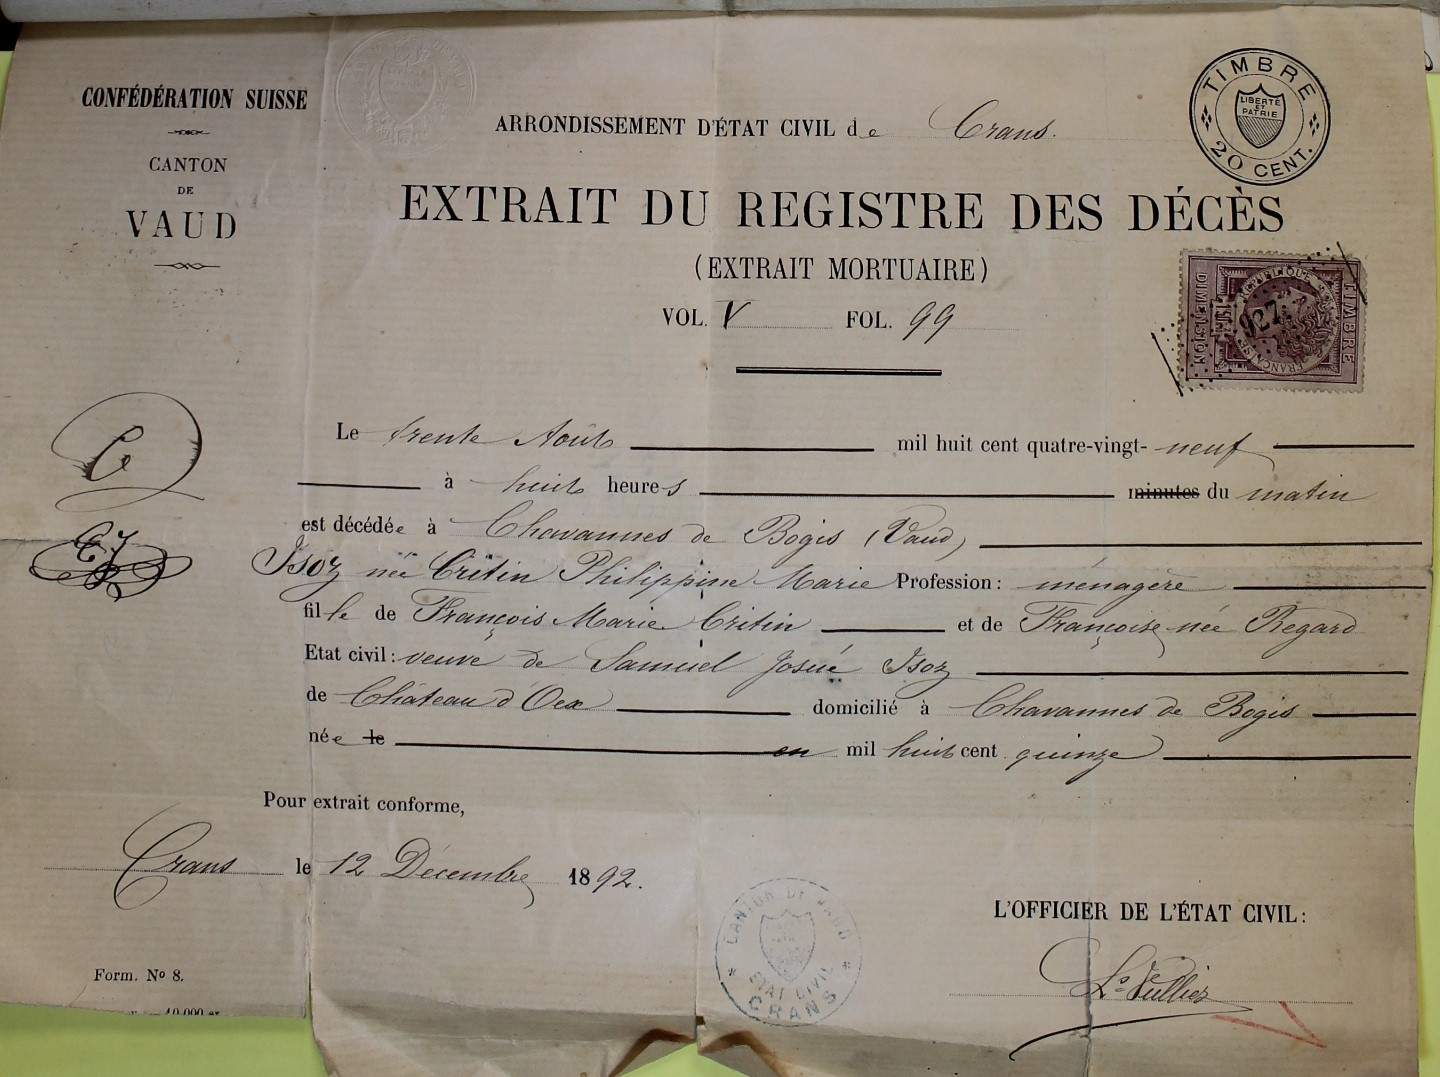 CONFÉDÉRATION SUISSE
CANTON
DE
VAUD
ARRONDISSEMENT D'ÉTAT CIVIL de Crans.
TIMBRE
LIBERTÉ
ET
PATRIE
20 CENT.
EXTRAIT DU REGISTRE DES DÉCÈS
(EXTRAIT MORTUAIRE)
VOL. V FOL. 99
TIMBRE
RÉPUBLIQUE FRANÇAISE
927
DIMENSION
Le trente Août mil huit cent quatre-vingt-neuf
à huit heures minutes du matin
est décédée à Chavannes de Bogis (Vaud)
Isoz née Critin Philippine Marie Profession: ménagère
fille de François Marie Critin et de Françoise née Regard
Etat civil: veuve de Samuel Josué Isoz
de Château d'Oex domicilié à Chavannes de Bogis
née le en mil huit cent quinze
Pour extrait conforme,
Crans le 12 Décembre 1892.
L'OFFICIER DE L'ÉTAT CIVIL:
CANTON DE VAUD
ETAT CIVIL
CRANS
Form. No 8.